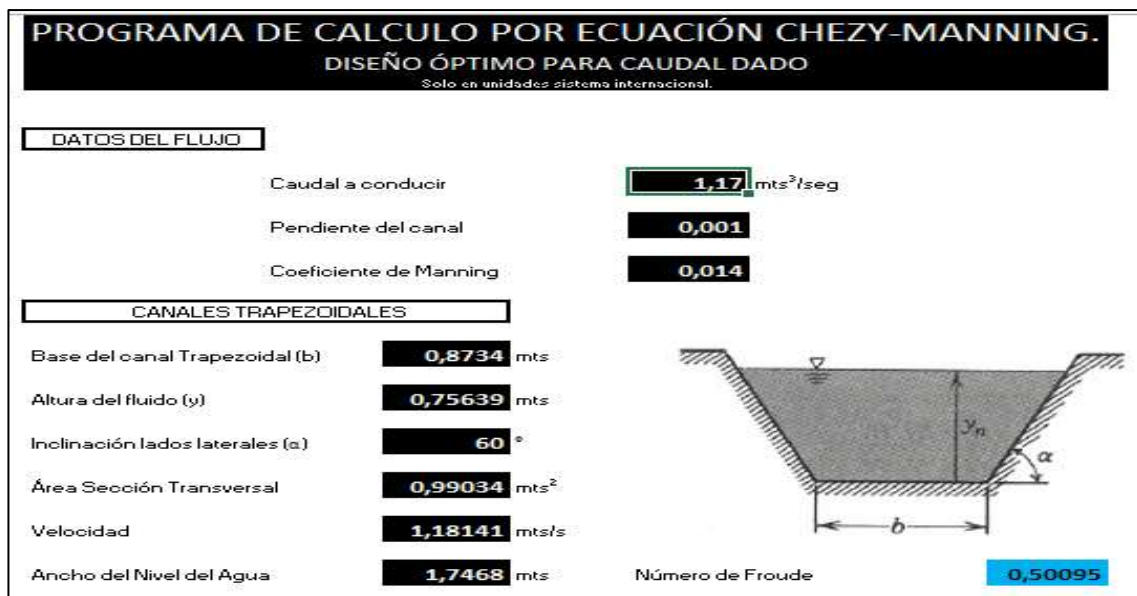 PROGRAMA DE CALCULO POR ECUACIÓN CHEZY-MANNING.
DISEÑO ÓPTIMO PARA CAUDAL DADO
Solo en unidades sistema internacional.
DATOS DEL FLUJO
Caudal a conducir 1,17 mts³/seg
Pendiente del canal 0,001
Coeficiente de Manning 0,014
CANALES TRAPEZOIDALES
Base del canal Trapezoidal (b) 0,8734 mts
Altura del fluido (y) 0,75639 mts
Inclinación lados laterales (α) 60 °
Área Sección Transversal 0,99034 mts²
Velocidad 1,18141 mts/s
Ancho del Nivel del Agua 1,7468 mts
yn
α
b
Número de Froude 0,50095